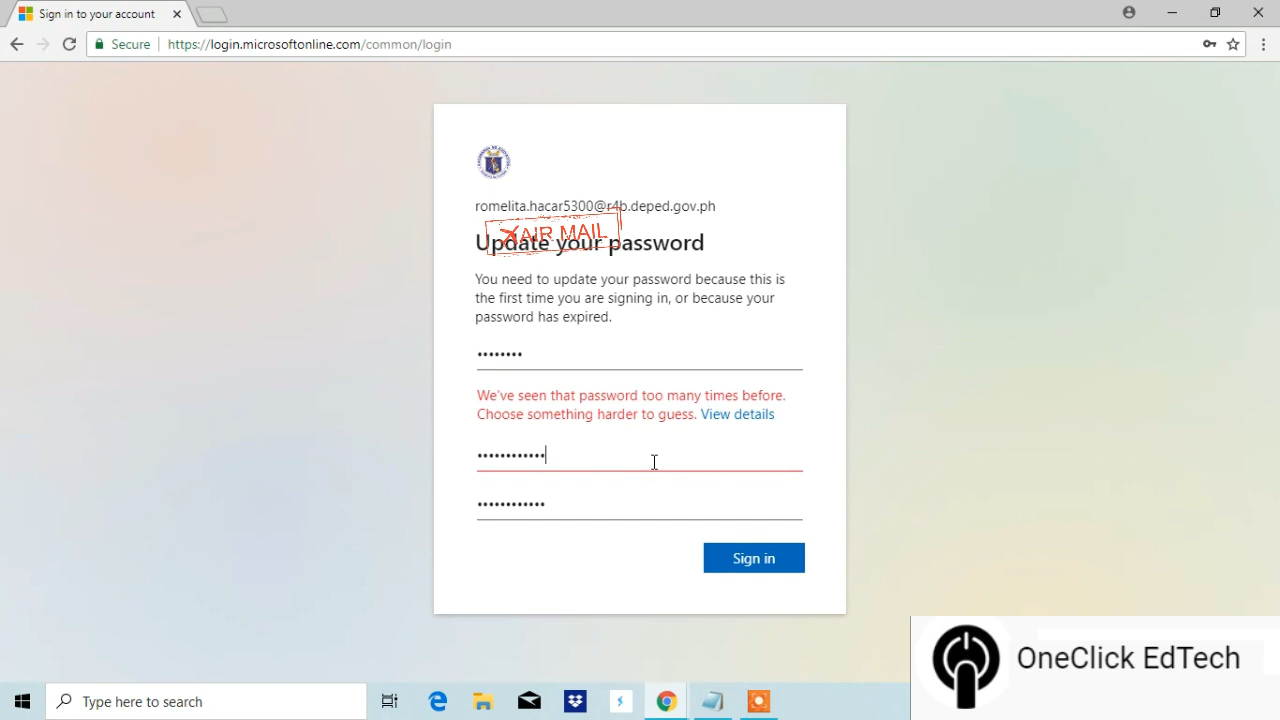 Sign in to your account
Secure
https://login.microsoftonline.com/common/login
romelita.hacar5300@r4b.deped.gov.ph
AIR MAIL
Update your password
You need to update your password because this is
the first time you are signing in, or because your
password has expired.
••••••••
We've seen that password too many times before.
Choose something harder to guess. View details
••••••••••••
••••••••••••
Sign in
OneClick EdTech
Type here to search